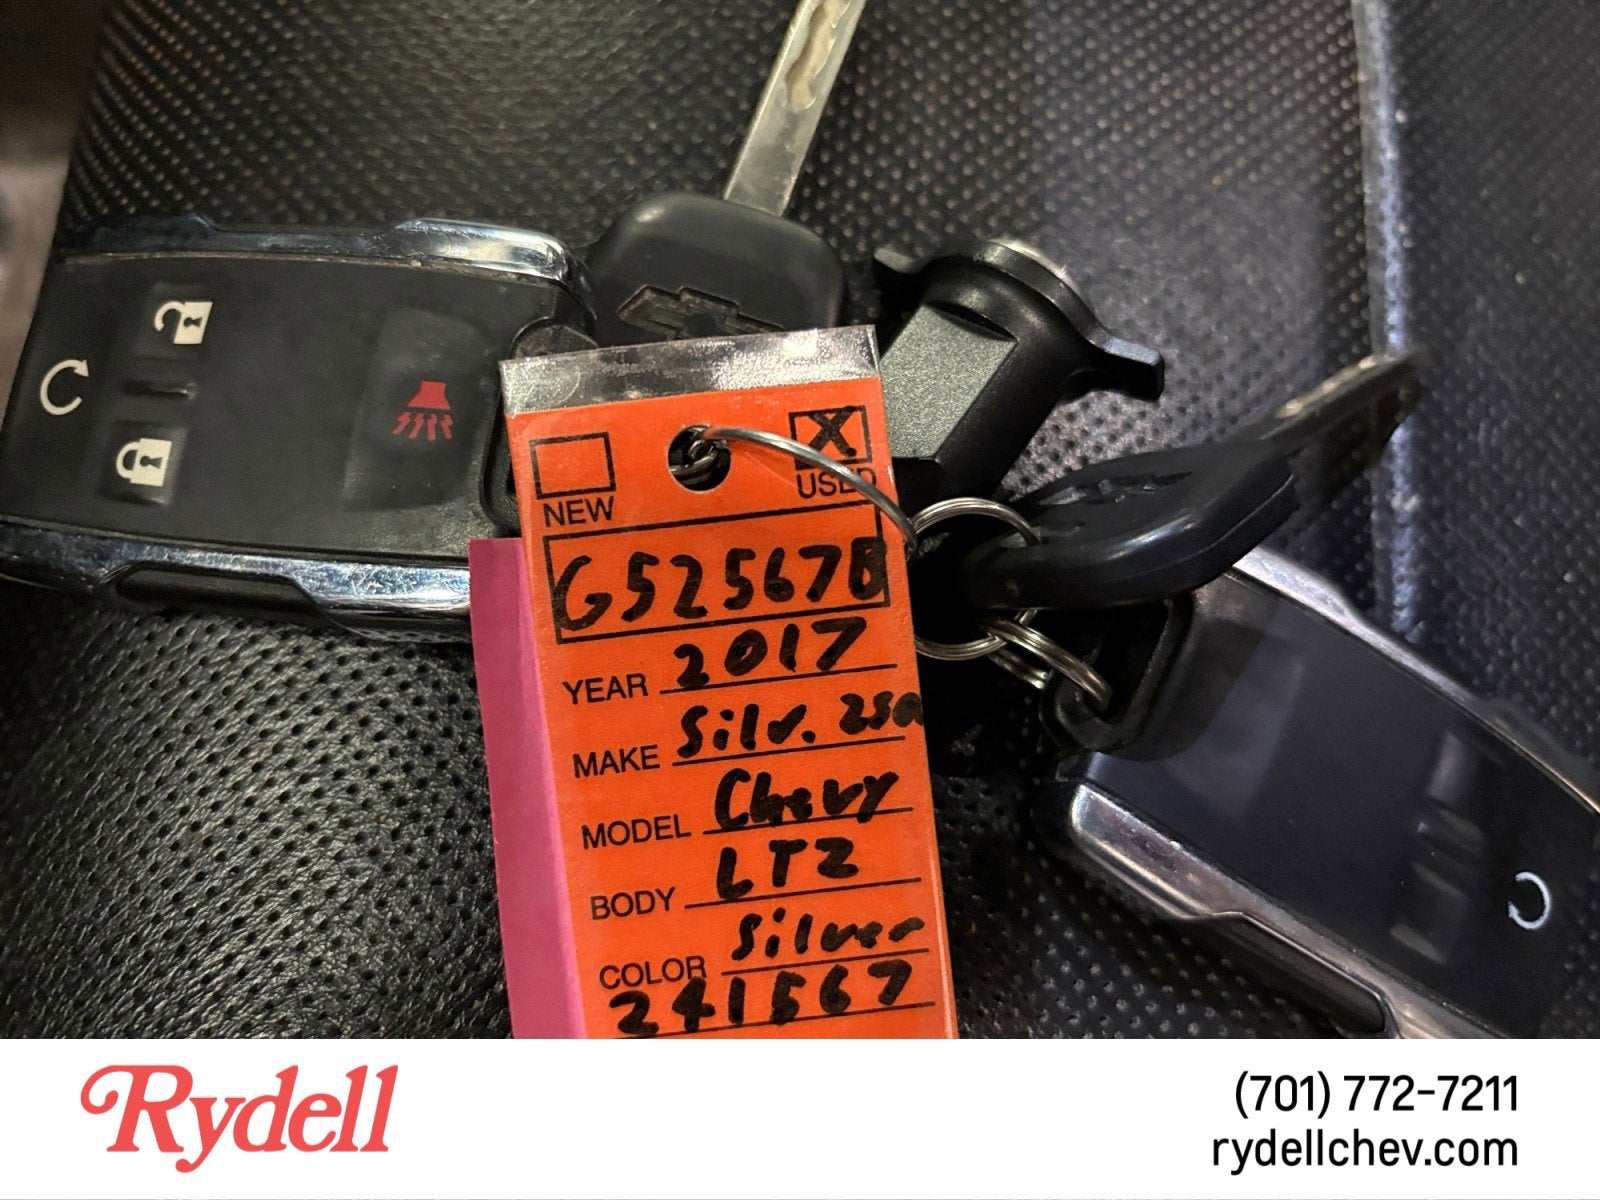 X
NEW USED
G52567B
YEAR 2017
MAKE Silv. 250
MODEL Chevy
BODY LTZ
COLOR Silver
241567
Rydell
(701) 772-7211
rydellchev.com